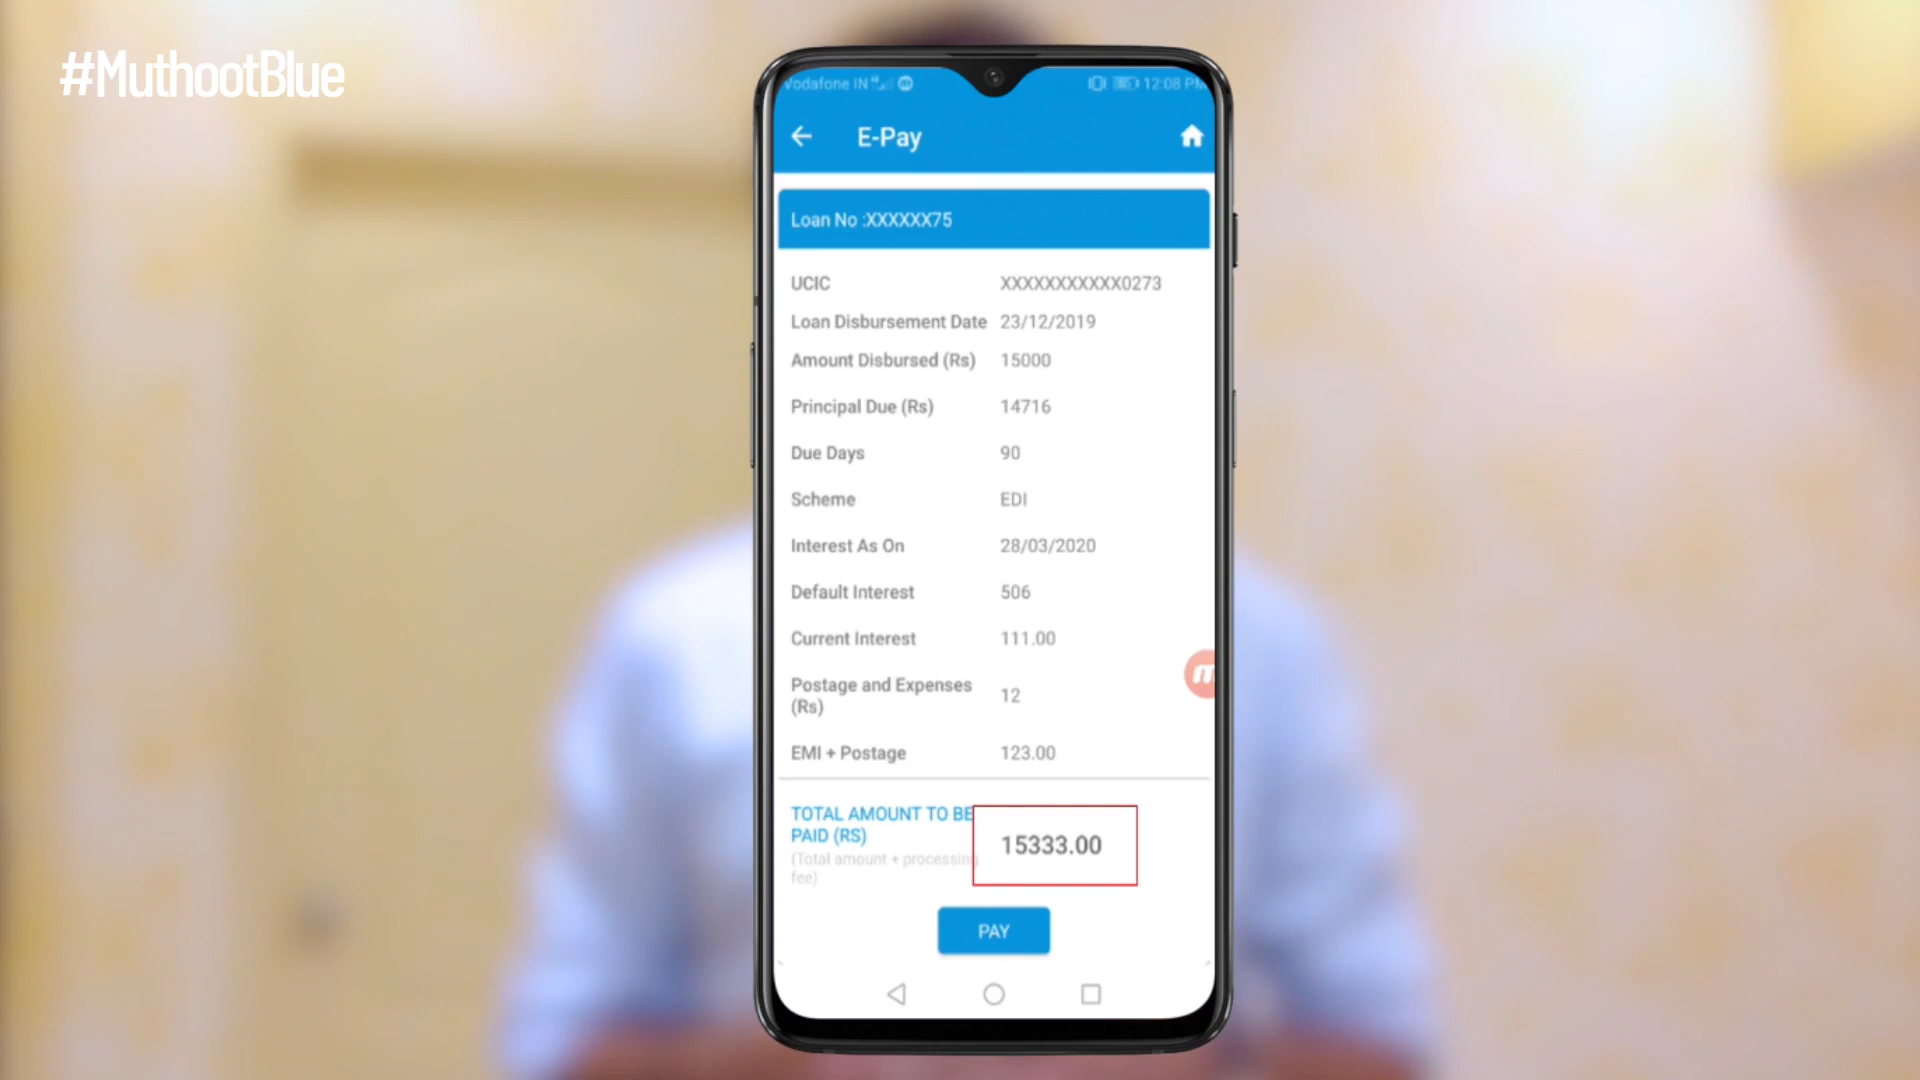 #MuthootBlue
Vodafone IN
12:08 PM
E-Pay
Loan No :XXXXXX75
UCIC XXXXXXXXXXX0273
Loan Disbursement Date 23/12/2019
Amount Disbursed (Rs) 15000
Principal Due (Rs) 14716
Due Days 90
Scheme EDI
Interest As On 28/03/2020
Default Interest 506
Current Interest 111.00
Postage and Expenses
(Rs)
12
EMI + Postage 123.00
TOTAL AMOUNT TO BE
PAID (RS)
15333.00
(Total amount + processing
fee)
PAY